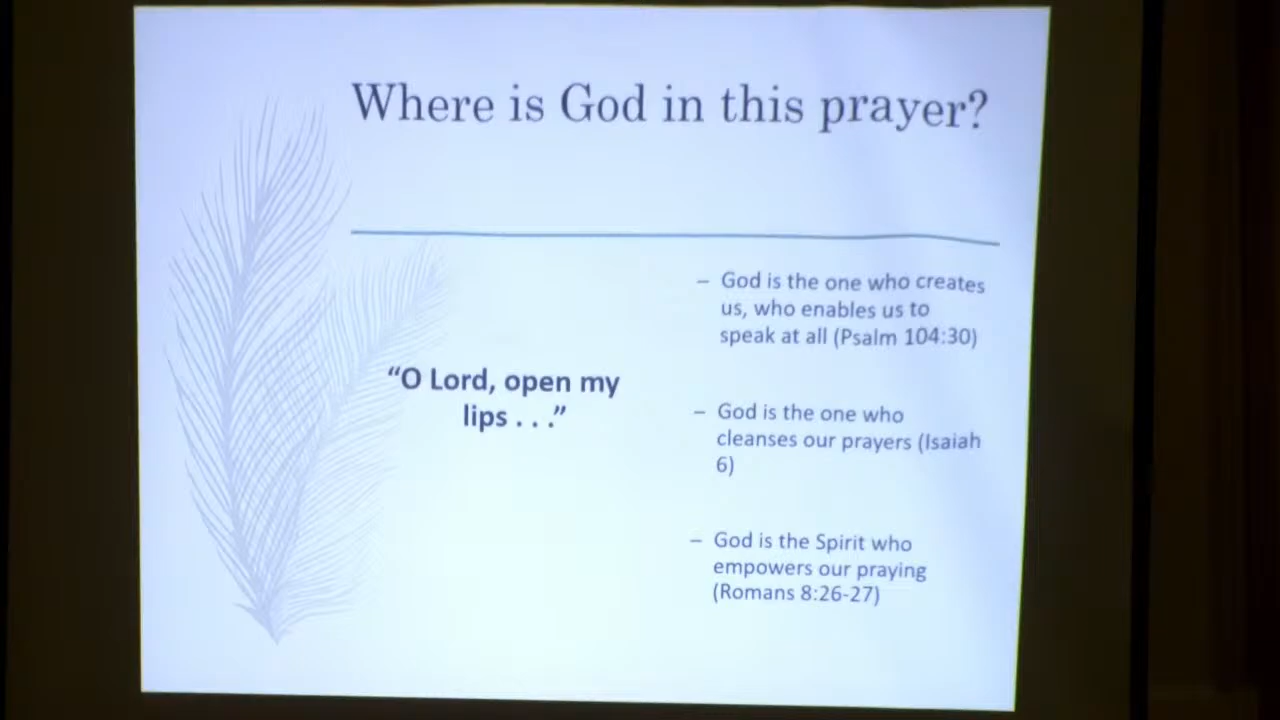 Where is God in this prayer?
“O Lord, open my
lips . . .”
– God is the one who creates
us, who enables us to
speak at all (Psalm 104:30)
– God is the one who
cleanses our prayers (Isaiah
6)
– God is the Spirit who
empowers our praying
(Romans 8:26-27)